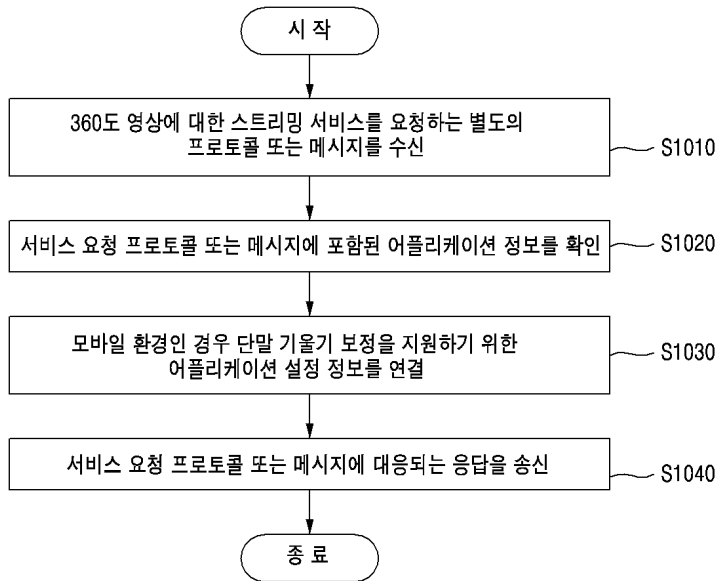 시 작
360도 영상에 대한 스트리밍 서비스를 요청하는 별도의
프로토콜 또는 메시지를 수신
S1010
서비스 요청 프로토콜 또는 메시지에 포함된 어플리케이션 정보를 확인
S1020
모바일 환경인 경우 단말 기울기 보정을 지원하기 위한
어플리케이션 설정 정보를 연결
S1030
서비스 요청 프로토콜 또는 메시지에 대응되는 응답을 송신
S1040
종 료